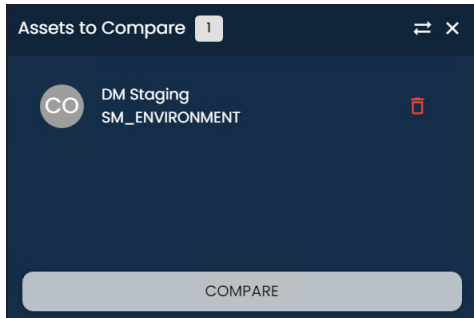 Assets to Compare 1
CO
DM Staging
SM_ENVIRONMENT
COMPARE